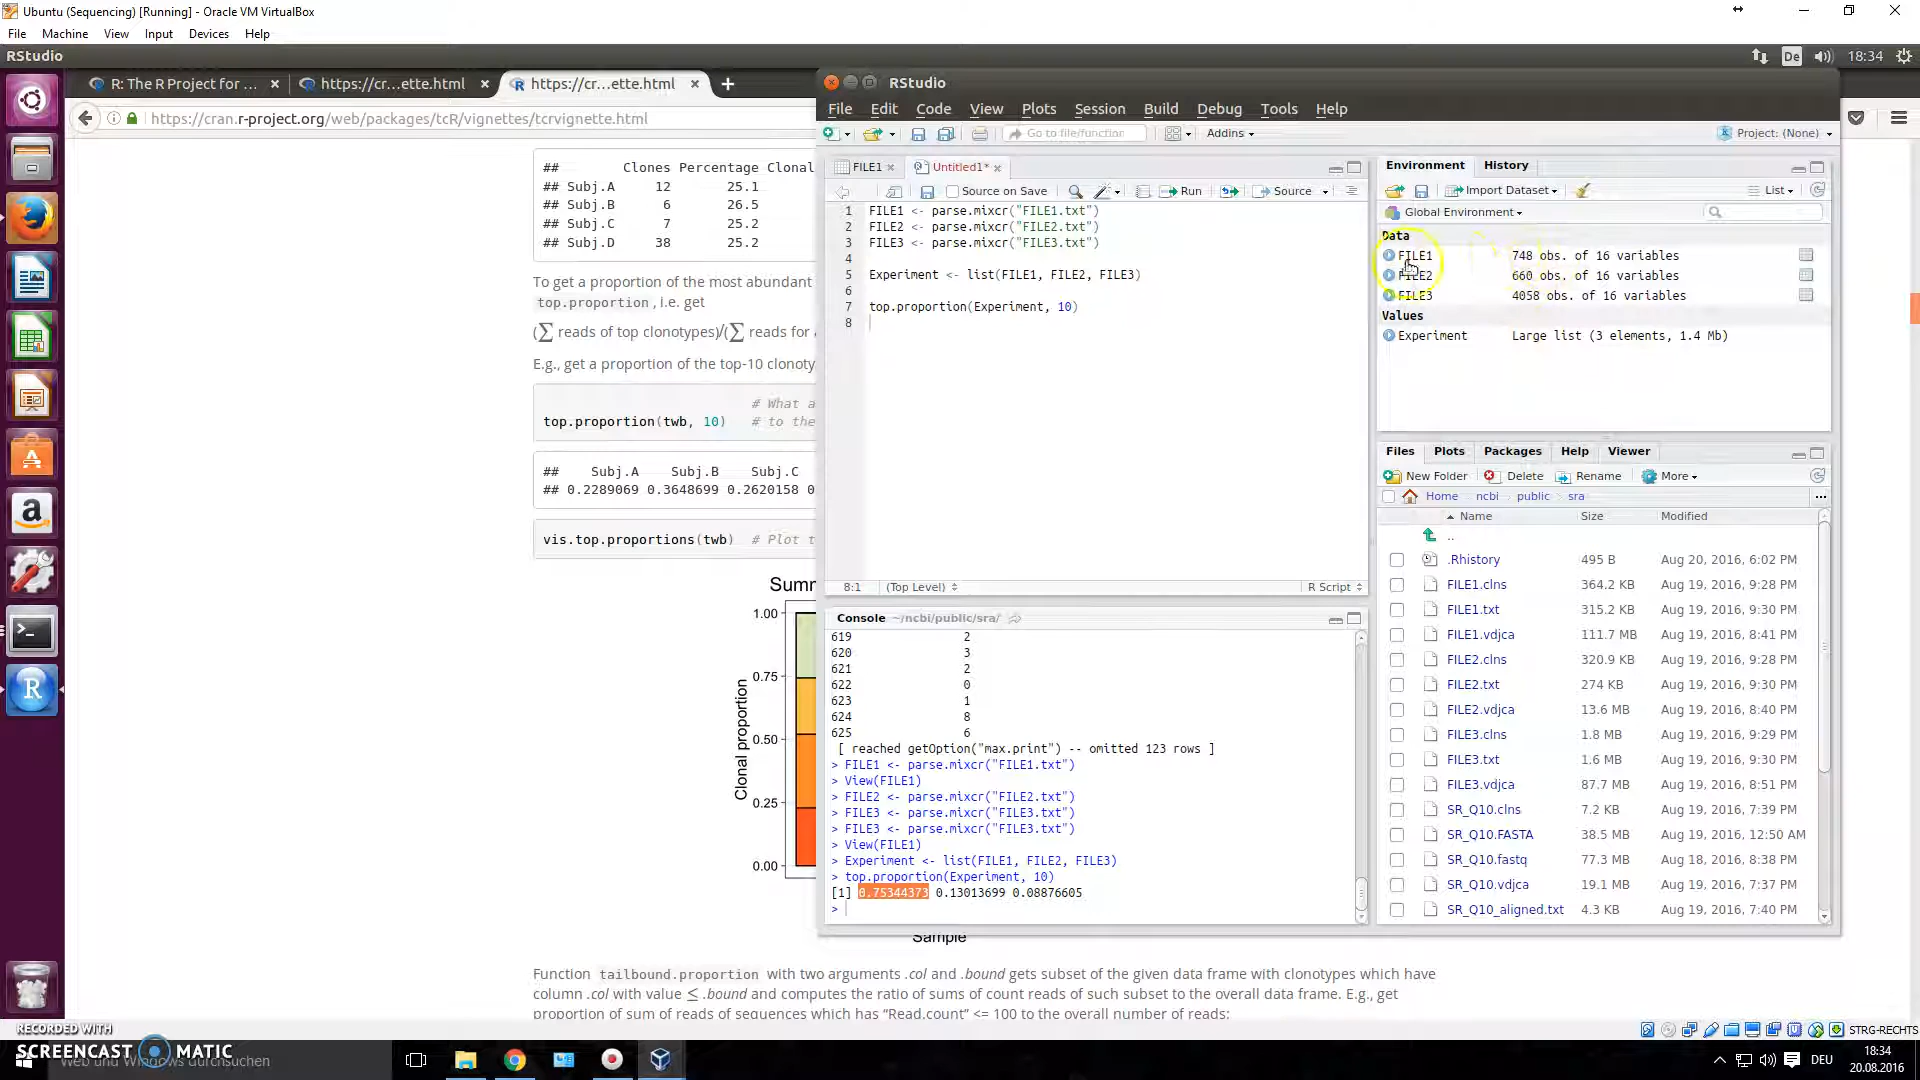 Ubuntu (Sequencing) [Running] - Oracle VM VirtualBox
File Machine View Input Devices Help
RStudio
De 18:34
R: The R Project for ...
https://cr...ette.html
https://cr...ette.html
https://cran.r-project.org/web/packages/tcR/vignettes/tcrvignette.html
## Clones Percentage Clonal
## Subj.A 12 25.1
## Subj.B 6 26.5
## Subj.C 7 25.2
## Subj.D 38 25.2
To get a proportion of the most abundant
top.proportion, i.e. get
(∑ reads of top clonotypes)/(∑ reads for
E.g., get a proportion of the top-10 clonoty
# What a
top.proportion(twb, 10) # to the
## Subj.A Subj.B Subj.C
## 0.2289069 0.3648699 0.2620158 0
vis.top.proportions(twb) # Plot t
Summ
1.00
0.75
0.50
0.25
0.00
Clonal proportion
Sample
Function tailbound.proportion with two arguments .col and .bound gets subset of the given data frame with clonotypes which have
column .col with value ≤ .bound and computes the ratio of sums of count reads of such subset to the overall data frame. E.g., get
proportion of sum of reads of sequences which has “Read.count” <= 100 to the overall number of reads:
RStudio
File Edit Code View Plots Session Build Debug Tools Help
Go to file/function
Addins
Project: (None)
FILE1 Untitled1*
Source on Save Run Source
1 FILE1 <- parse.mixcr("FILE1.txt")
2 FILE2 <- parse.mixcr("FILE2.txt")
3 FILE3 <- parse.mixcr("FILE3.txt")
4
5 Experiment <- list(FILE1, FILE2, FILE3)
6
7 top.proportion(Experiment, 10)
8
8:1 (Top Level) R Script
Console ~/ncbi/public/sra/
619 2
620 3
621 2
622 0
623 1
624 8
625 6
[ reached getOption("max.print") -- omitted 123 rows ]
> FILE1 <- parse.mixcr("FILE1.txt")
> View(FILE1)
> FILE2 <- parse.mixcr("FILE2.txt")
> FILE3 <- parse.mixcr("FILE3.txt")
> FILE3 <- parse.mixcr("FILE3.txt")
> View(FILE1)
> Experiment <- list(FILE1, FILE2, FILE3)
> top.proportion(Experiment, 10)
[1] 0.75344373 0.13013699 0.08876605
>
Environment History
Import Dataset List
Global Environment
Data
FILE1 748 obs. of 16 variables
FILE2 660 obs. of 16 variables
FILE3 4058 obs. of 16 variables
Values
Experiment Large list (3 elements, 1.4 Mb)
Files Plots Packages Help Viewer
New Folder Delete Rename More
Home ncbi public sra ...
Name Size Modified
..
.Rhistory 495 B Aug 20, 2016, 6:02 PM
FILE1.clns 364.2 KB Aug 19, 2016, 9:28 PM
FILE1.txt 315.2 KB Aug 19, 2016, 9:30 PM
FILE1.vdjca 111.7 MB Aug 19, 2016, 8:41 PM
FILE2.clns 320.9 KB Aug 19, 2016, 9:28 PM
FILE2.txt 274 KB Aug 19, 2016, 9:30 PM
FILE2.vdjca 13.6 MB Aug 19, 2016, 8:40 PM
FILE3.clns 1.8 MB Aug 19, 2016, 9:29 PM
FILE3.txt 1.6 MB Aug 19, 2016, 9:30 PM
FILE3.vdjca 87.7 MB Aug 19, 2016, 8:51 PM
SR_Q10.clns 7.2 KB Aug 19, 2016, 7:39 PM
SR_Q10.FASTA 38.5 MB Aug 19, 2016, 12:50 AM
SR_Q10.fastq 77.3 MB Aug 18, 2016, 8:38 PM
SR_Q10.vdjca 19.1 MB Aug 19, 2016, 7:37 PM
SR_Q10_aligned.txt 4.3 KB Aug 19, 2016, 7:40 PM
STRG-RECHTS
RECORDED WITH
SCREENCAST MATIC
Web und Windows durchsuchen
DEU
18:34
20.08.2016